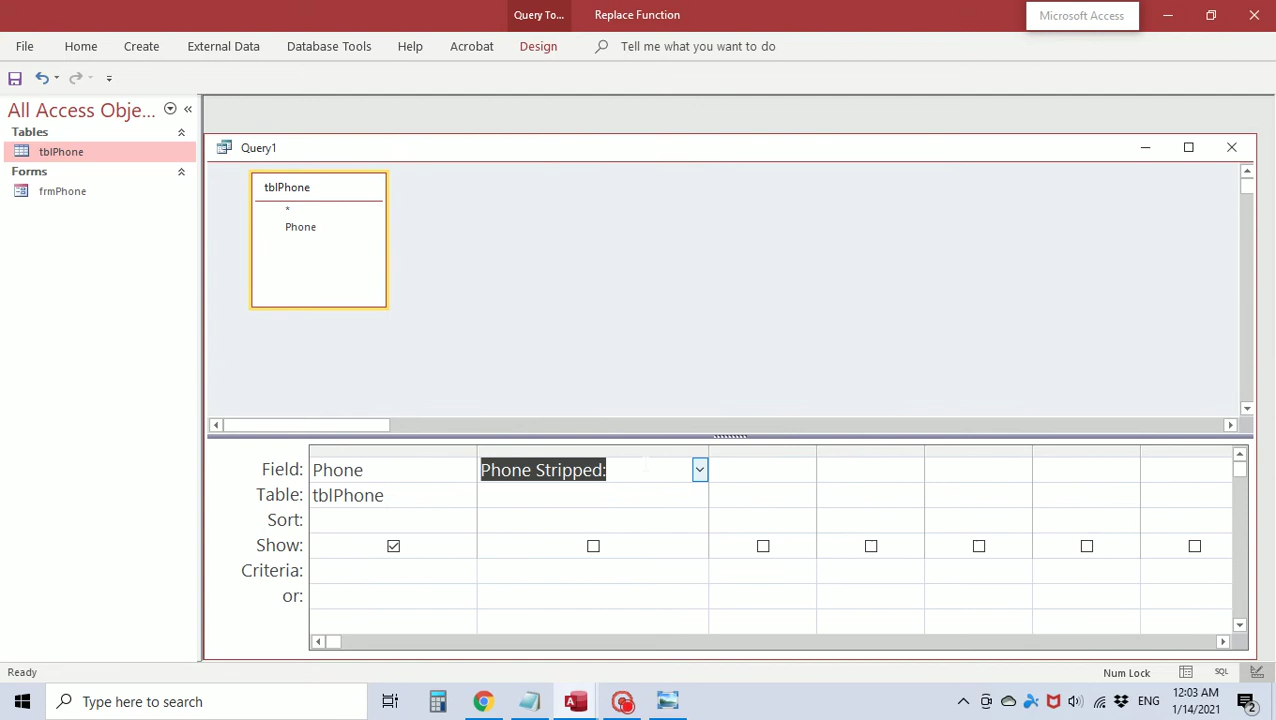 Query To...
Replace Function
Microsoft Access
File
Home
Create
External Data
Database Tools
Help
Acrobat
Design
Tell me what you want to do
All Access Obje...
Tables
tblPhone
Forms
frmPhone
Query1
tblPhone
*
Phone
Field:
Phone
Phone Stripped:
Table:
tblPhone
Sort:
Show:
Criteria:
or:
Ready
Num Lock
SQL
Type here to search
ENG
12:03 AM
1/14/2021
2